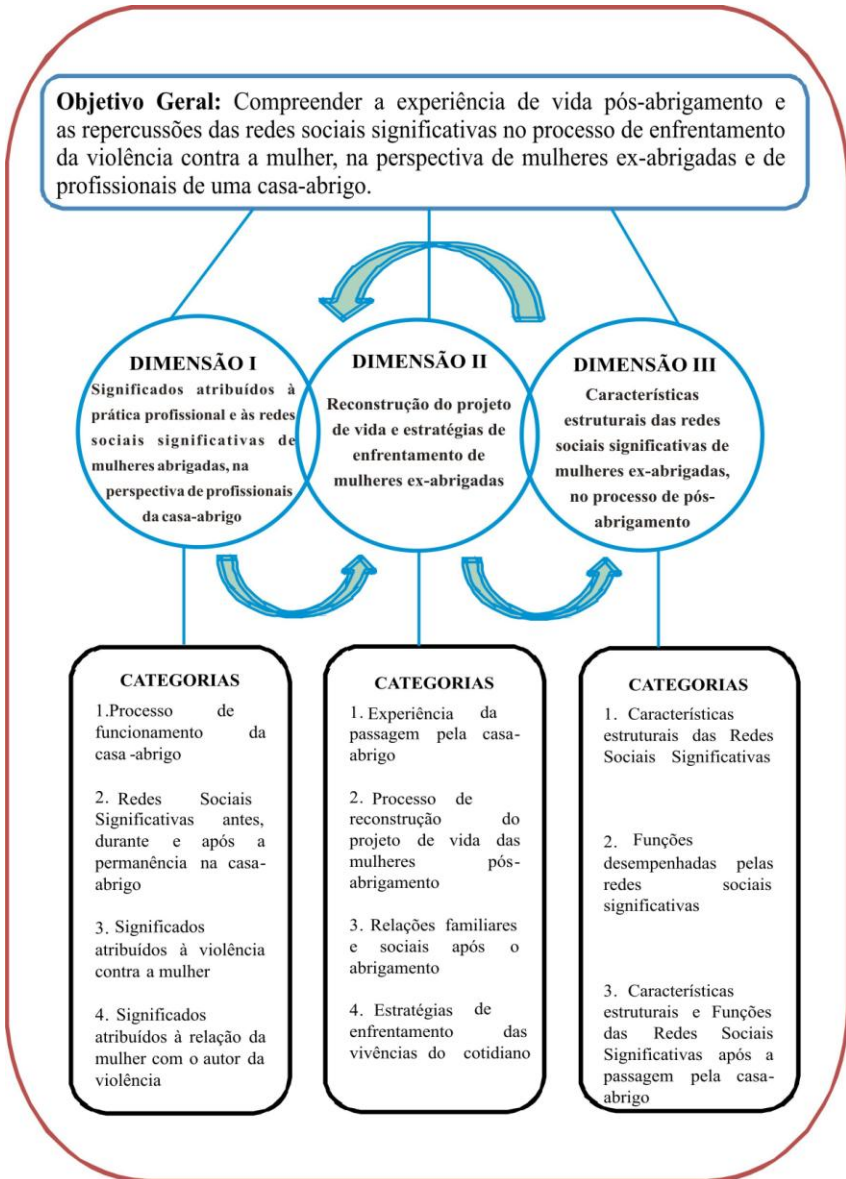 Objetivo Geral: Compreender a experiência de vida pós-abrigamento e
as repercussões das redes sociais significativas no processo de enfrentamento
da violência contra a mulher, na perspectiva de mulheres ex-abrigadas e de
profissionais de uma casa-abrigo.
DIMENSÃO I
Significados atribuídos à
prática profissional e às redes
sociais significativas de
mulheres abrigadas, na
perspectiva de profissionais
da casa-abrigo
DIMENSÃO II
Reconstrução do projeto
de vida e estratégias de
enfrentamento de
mulheres ex-abrigadas
DIMENSÃO III
Características
estruturais das redes
sociais significativas de
mulheres ex-abrigadas,
no processo de pós-
abrigamento
CATEGORIAS
1.Processo de
funcionamento da
casa -abrigo
2. Redes Sociais
Significativas antes,
durante e após a
permanência na casa-
abrigo
3. Significados
atribuídos à violência
contra a mulher
4. Significados
atribuídos à relação da
mulher com o autor da
violência
CATEGORIAS
1. Experiência da
passagem pela casa-
abrigo
2. Processo de
reconstrução do
projeto de vida das
mulheres pós-
abrigamento
3. Relações familiares
e sociais após o
abrigamento
4. Estratégias de
enfrentamento das
vivências do cotidiano
CATEGORIAS
1. Características
estruturais das Redes
Sociais Significativas
2. Funções
desempenhadas pelas
redes sociais
significativas
3. Características
estruturais e Funções
das Redes Sociais
Significativas após a
passagem pela casa-
abrigo